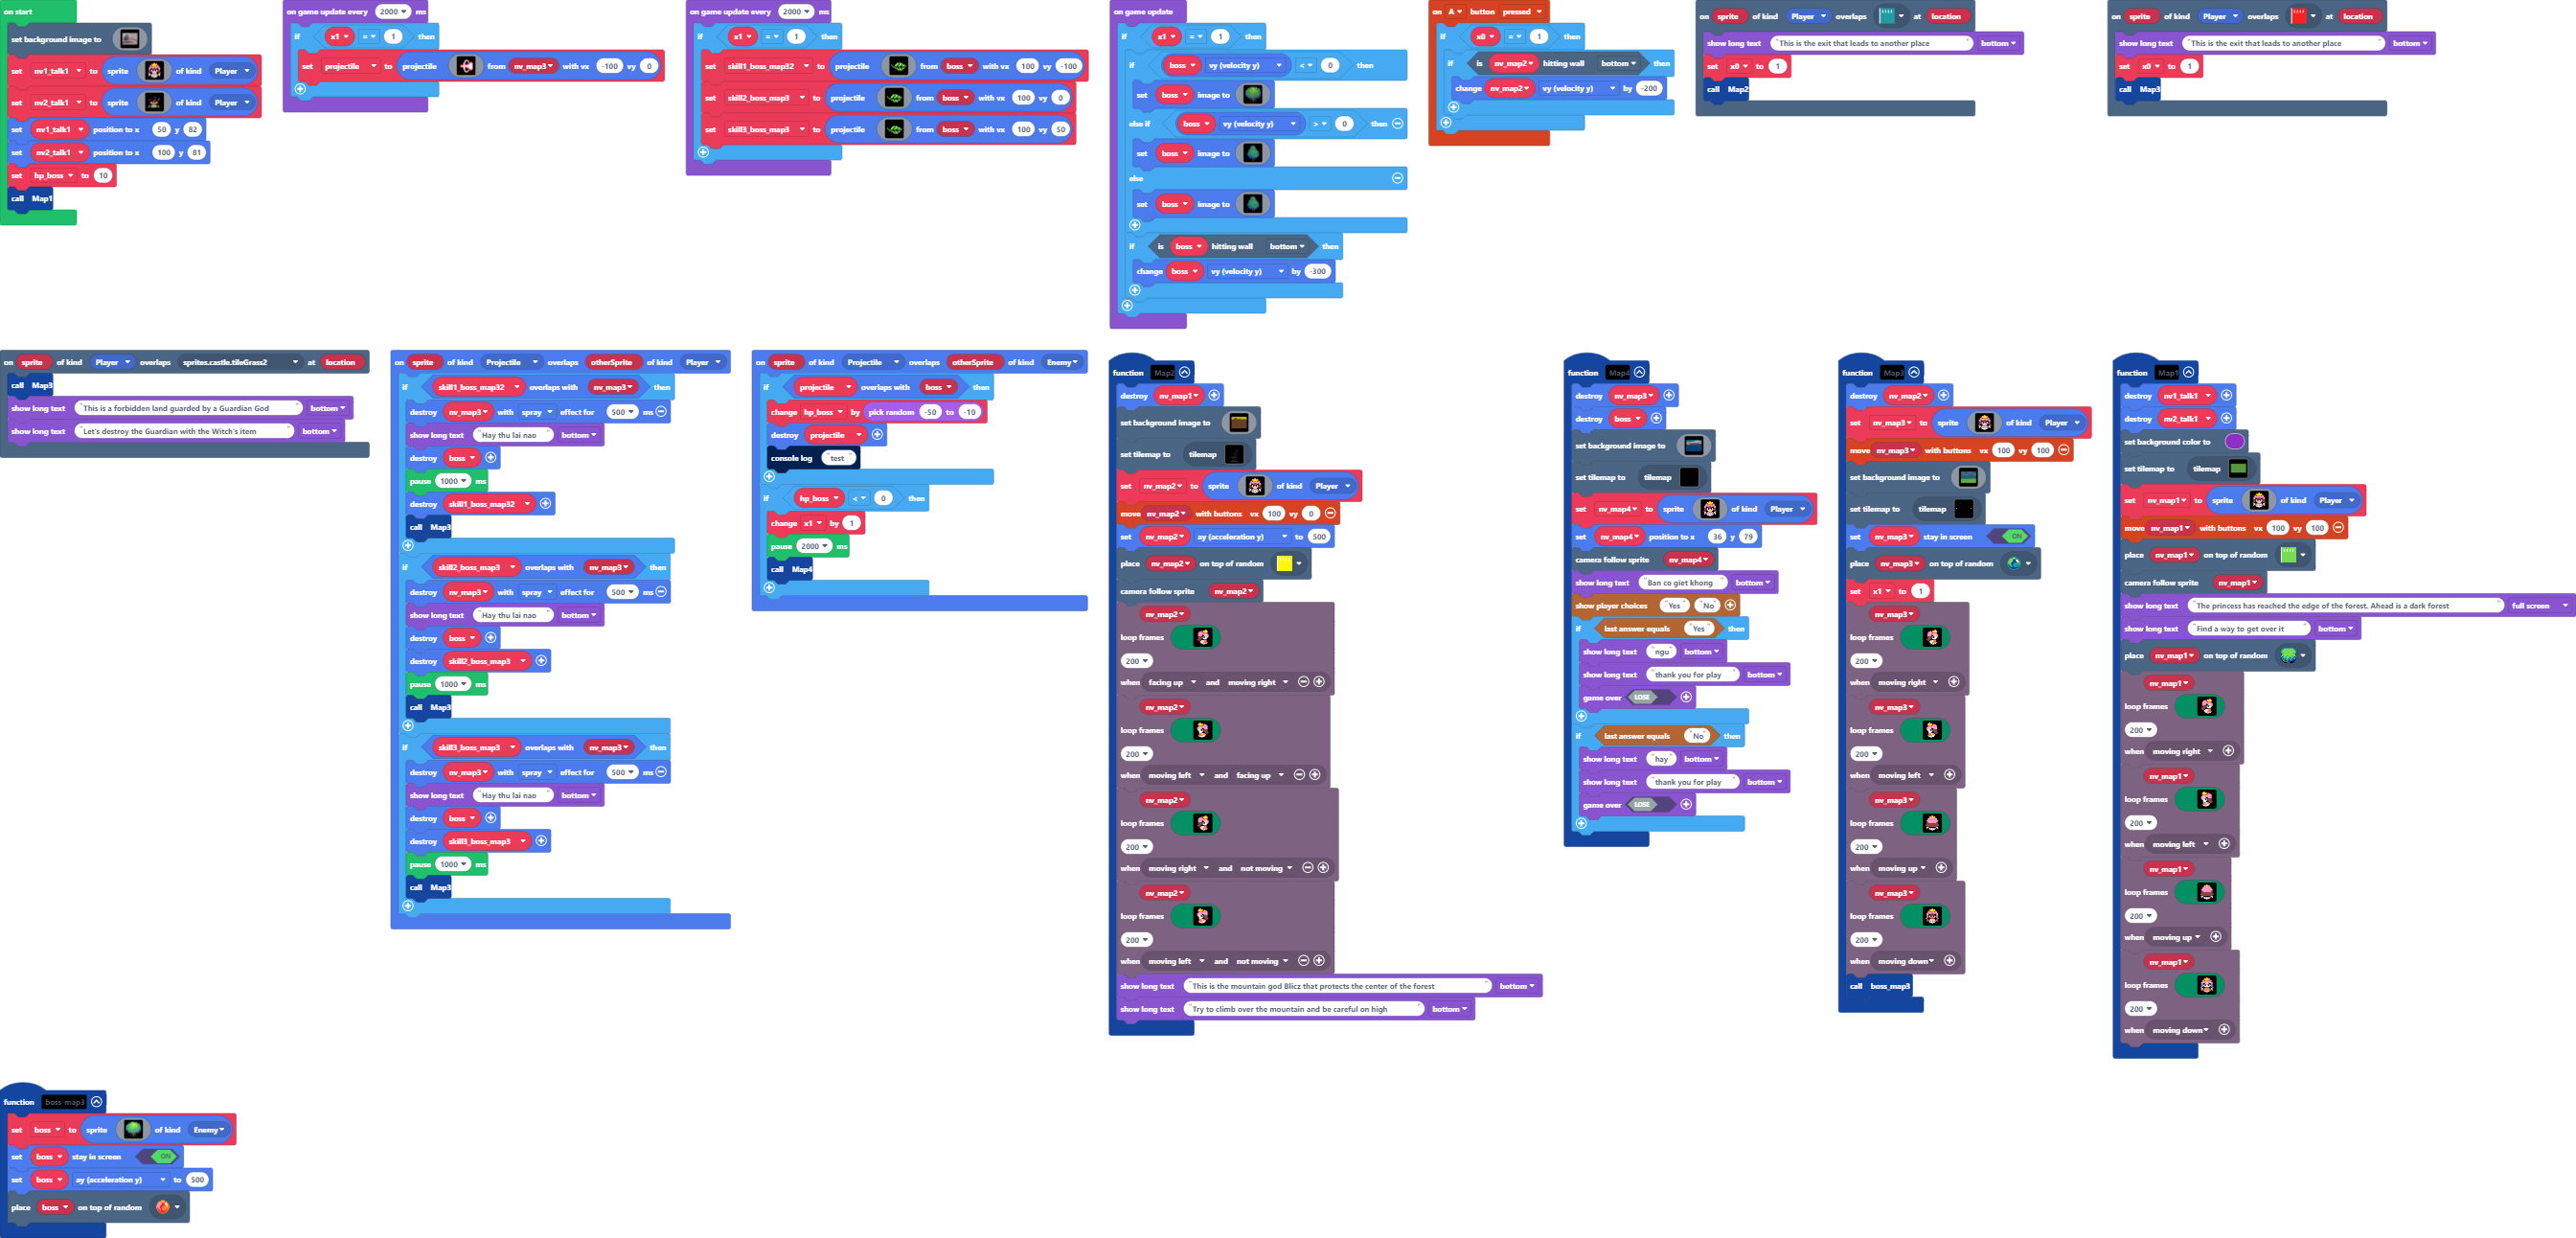 on start
set background image to
set nv1_talk1 to sprite of kind Player
set nv2_talk1 to sprite of kind Player
set nv1_talk1 position to x 50 y 82
set nv2_talk1 position to x 100 y 81
set hp_boss to 10
call Map1
on game update every 2000 ms
if x1 = 1 then
set projectile to projectile from nv_map3 with vx -100 vy 0
on game update every 2000 ms
if x1 = 1 then
set skill1_boss_map32 to projectile from boss with vx 100 vy -100
set skill2_boss_map3 to projectile from boss with vx 100 vy 0
set skill3_boss_map3 to projectile from boss with vx 100 vy 50
on game update
if x1 = 1 then
if boss vy (velocity y) < 0 then
set boss image to
else if boss vy (velocity y) > 0 then
set boss image to
else
set boss image to
if is boss hitting wall bottom then
change boss vy (velocity y) by -300
on A button pressed
if x0 = 1 then
if is nv_map2 hitting wall bottom then
change nv_map2 vy (velocity y) by -200
on sprite of kind Player overlaps at location
show long text "This is the exit that leads to another place" bottom
set x0 to 1
call Map2
on sprite of kind Player overlaps at location
show long text "This is the exit that leads to another place" bottom
set x0 to 1
call Map3
on sprite of kind Player overlaps sprites.castle.tileGrass2 at location
call Map3
show long text "This is a forbidden land guarded by a Guardian God" bottom
show long text "Let's destroy the Guardian with the Witch's item" bottom
on sprite of kind Projectile overlaps otherSprite of kind Player
if skill1_boss_map32 overlaps with nv_map3 then
destroy nv_map3 with spray effect for 500 ms
show long text "Hay thu lai nao" bottom
destroy boss
pause 1000 ms
destroy skill1_boss_map32
call Map3
if skill2_boss_map3 overlaps with nv_map3 then
destroy nv_map3 with spray effect for 500 ms
show long text "Hay thu lai nao" bottom
destroy boss
destroy skill2_boss_map3
pause 1000 ms
call Map3
if skill3_boss_map3 overlaps with nv_map3 then
destroy nv_map3 with spray effect for 500 ms
show long text "Hay thu lai nao" bottom
destroy boss
destroy skill3_boss_map3
pause 1000 ms
call Map3
on sprite of kind Projectile overlaps otherSprite of kind Enemy
if projectile overlaps with boss then
change hp_boss by pick random -50 to -10
destroy projectile
console log "test"
if hp_boss < 0 then
change x1 by 1
pause 2000 ms
call Map4
function Map2
destroy nv_map1
set background image to
set tilemap to tilemap
set nv_map2 to sprite of kind Player
move nv_map2 with buttons vx 100 vy 0
set nv_map2 ay (acceleration y) to 500
place nv_map2 on top of random
camera follow sprite nv_map2
nv_map2
loop frames
200
when facing up and moving right
nv_map2
loop frames
200
when moving left and facing up
nv_map2
loop frames
200
when moving right and not moving
nv_map2
loop frames
200
when moving left and not moving
show long text "This is the mountain god Blicz that protects the center of the forest" bottom
show long text "Try to climb over the mountain and be careful on high" bottom
function Map4
destroy nv_map3
destroy boss
set background image to
set tilemap to tilemap
set nv_map4 to sprite of kind Player
set nv_map4 position to x 36 y 79
camera follow sprite nv_map4
show long text "Ban co giet khong" bottom
show player choices "Yes" "No"
if last answer equals "Yes" then
show long text "ngu" bottom
show long text "thank you for play" bottom
game over LOSE
if last answer equals "No" then
show long text "hay" bottom
show long text "thank you for play" bottom
game over LOSE
function Map3
destroy nv_map2
set nv_map3 to sprite of kind Player
move nv_map3 with buttons vx 100 vy 100
set background image to
set tilemap to tilemap
set nv_map3 stay in screen ON
place nv_map3 on top of random
set x1 to 1
nv_map3
loop frames
200
when moving right
nv_map3
loop frames
200
when moving left
nv_map3
loop frames
200
when moving up
nv_map3
loop frames
200
when moving down
call boss_map3
function Map1
destroy nv1_talk1
destroy nv2_talk1
set background color to
set tilemap to tilemap
set nv_map1 to sprite of kind Player
move nv_map1 with buttons vx 100 vy 100
place nv_map1 on top of random
camera follow sprite nv_map1
show long text "The princess has reached the edge of the forest. Ahead is a dark forest" full screen
show long text "Find a way to get over it" bottom
place nv_map1 on top of random
nv_map1
loop frames
200
when moving right
nv_map1
loop frames
200
when moving left
nv_map1
loop frames
200
when moving up
nv_map1
loop frames
200
when moving down
function boss map3
set boss to sprite of kind Enemy
set boss stay in screen ON
set boss ay (acceleration y) to 500
place boss on top of random